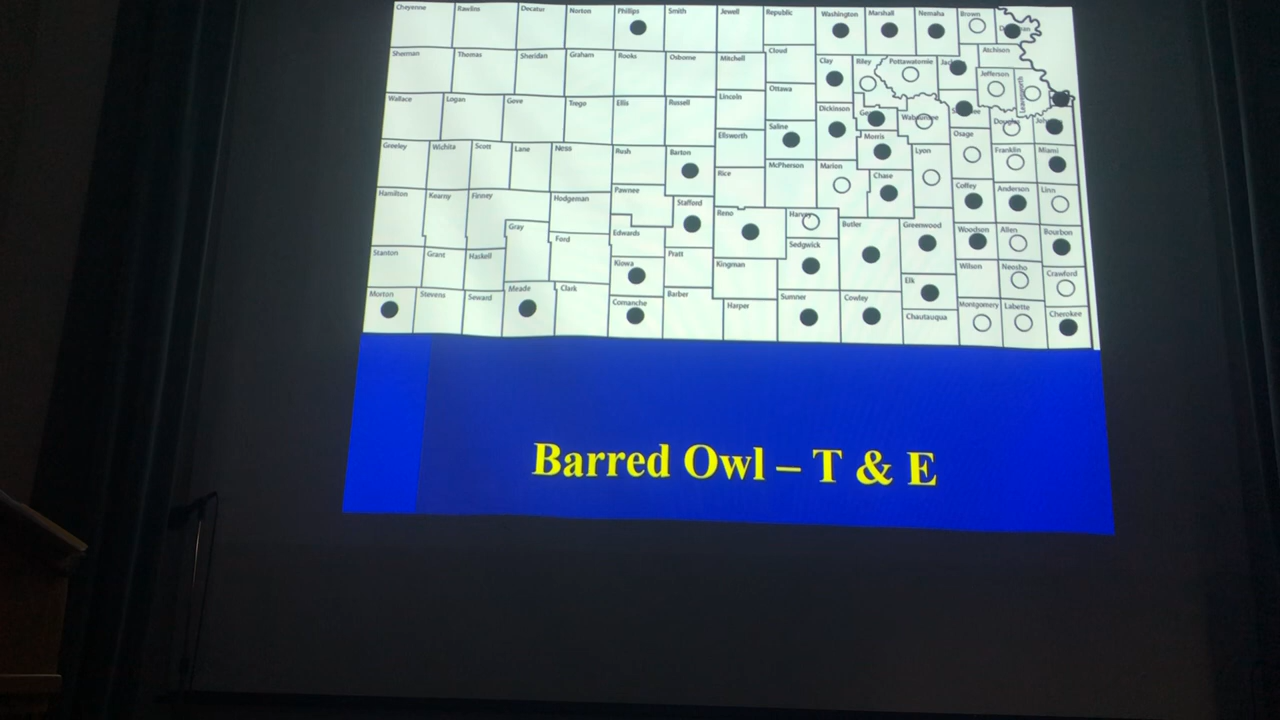 Cheyenne Rawlins Decatur Norton Phillips Smith Jewell Republic Washington Marshall Nemaha Brown
Atchison
Sherman Thomas Sheridan Graham Rooks Osborne Mitchell Cloud Clay Riley Pottawatomie
Jefferson
Leavenworth
Wallace Logan Gove Trego Ellis Russell Lincoln Ottawa Dickinson
Wabaunsee
Douglas
Ellsworth Saline Morris Osage
Greeley Wichita Scott Lane Ness Rush Barton Rice McPherson Marion Chase Lyon Franklin Miami
Hamilton Kearny Finney Hodgeman Pawnee Stafford Reno Harvey Coffey Anderson Linn
Gray Ford Edwards Sedgwick Butler Greenwood Woodson Allen Bourbon
Stanton Grant Haskell Kiowa Pratt Kingman Elk Wilson Neosho Crawford
Morton Stevens Seward Meade Clark Comanche Barber Harper Sumner Cowley Chautauqua Montgomery Labette Cherokee
Barred Owl – T & E